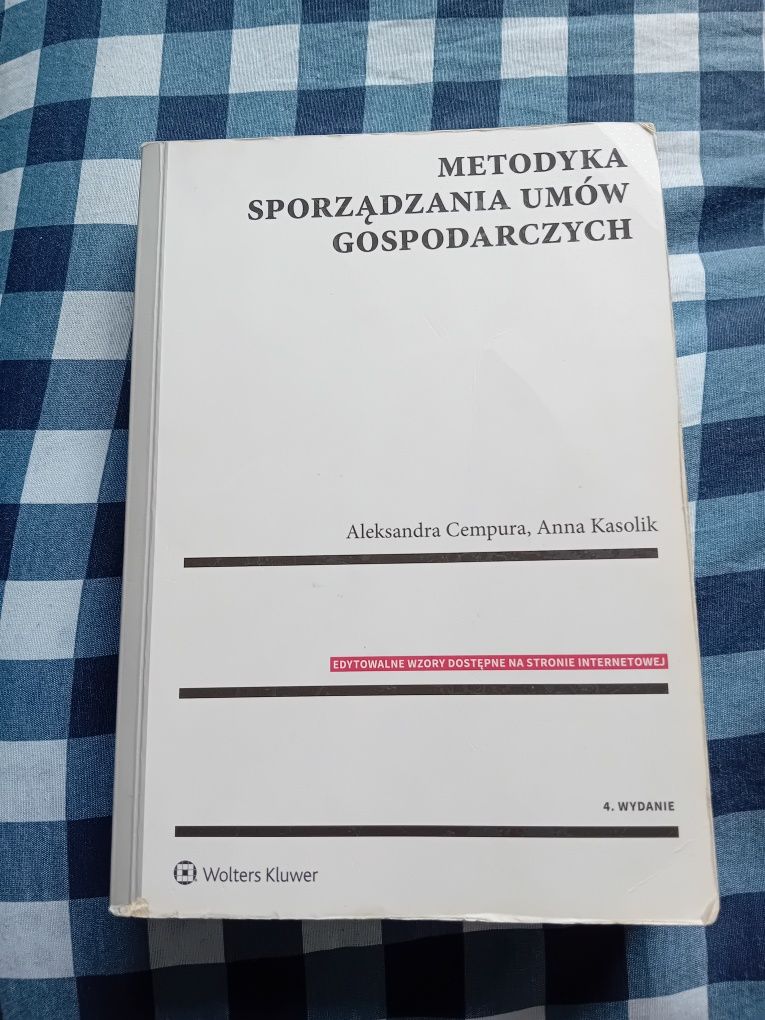 METODYKA
SPORZĄDZANIA UMÓW
GOSPODARCZYCH
Aleksandra Cempura, Anna Kasolik
EDYTOWALNE WZORY DOSTĘPNE NA STRONIE INTERNETOWEJ
4. WYDANIE
Wolters Kluwer